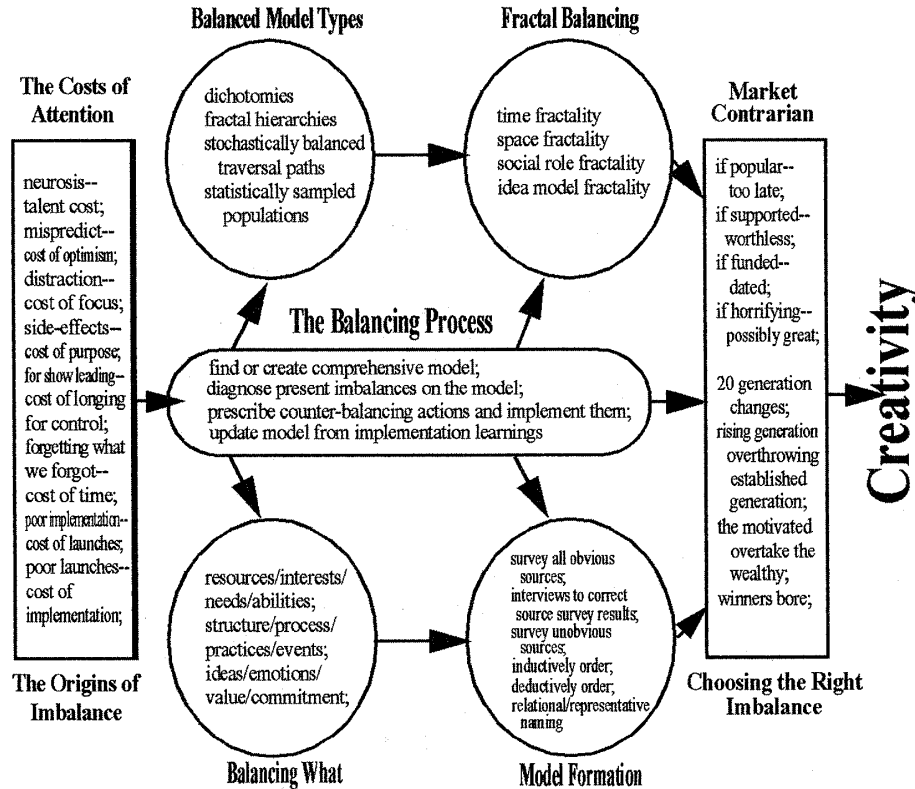 Balanced Model Types
dichotomies
fractal hierarchies
stochastically balanced
traversal paths
statistically sampled
populations
Fractal Balancing
time fractality
space fractality
social role fractality
idea model fractality
The Costs of
Attention
neurosis--
talent cost;
mispredict--
cost of optimism;
distraction--
cost of focus;
side-effects--
cost of purpose;
for show leading--
cost of longing
for control;
forgetting what
we forgot--
cost of time;
poor implementation--
cost of launches;
poor launches--
cost of
implementation;
The Origins of
Imbalance
The Balancing Process
find or create comprehensive model;
diagnose present imbalances on the model;
prescribe counter-balancing actions and implement them;
update model from implementation learnings
resources/interests/
needs/abilities;
structure/process/
practices/events;
ideas/emotions/
value/commitment;
Balancing What
survey all obvious
sources;
interviews to correct
source survey results;
survey unobvious
sources;
inductively order;
deductively order;
relational/representative
naming
Model Formation
Market
Contrarian
if popular--
too late;
if supported--
worthless;
if funded--
dated;
if horrifying--
possibly great;
20 generation
changes;
rising generation
overthrowing
established
generation;
the motivated
overtake the
wealthy;
winners bore;
Choosing the Right
Imbalance
Creativity